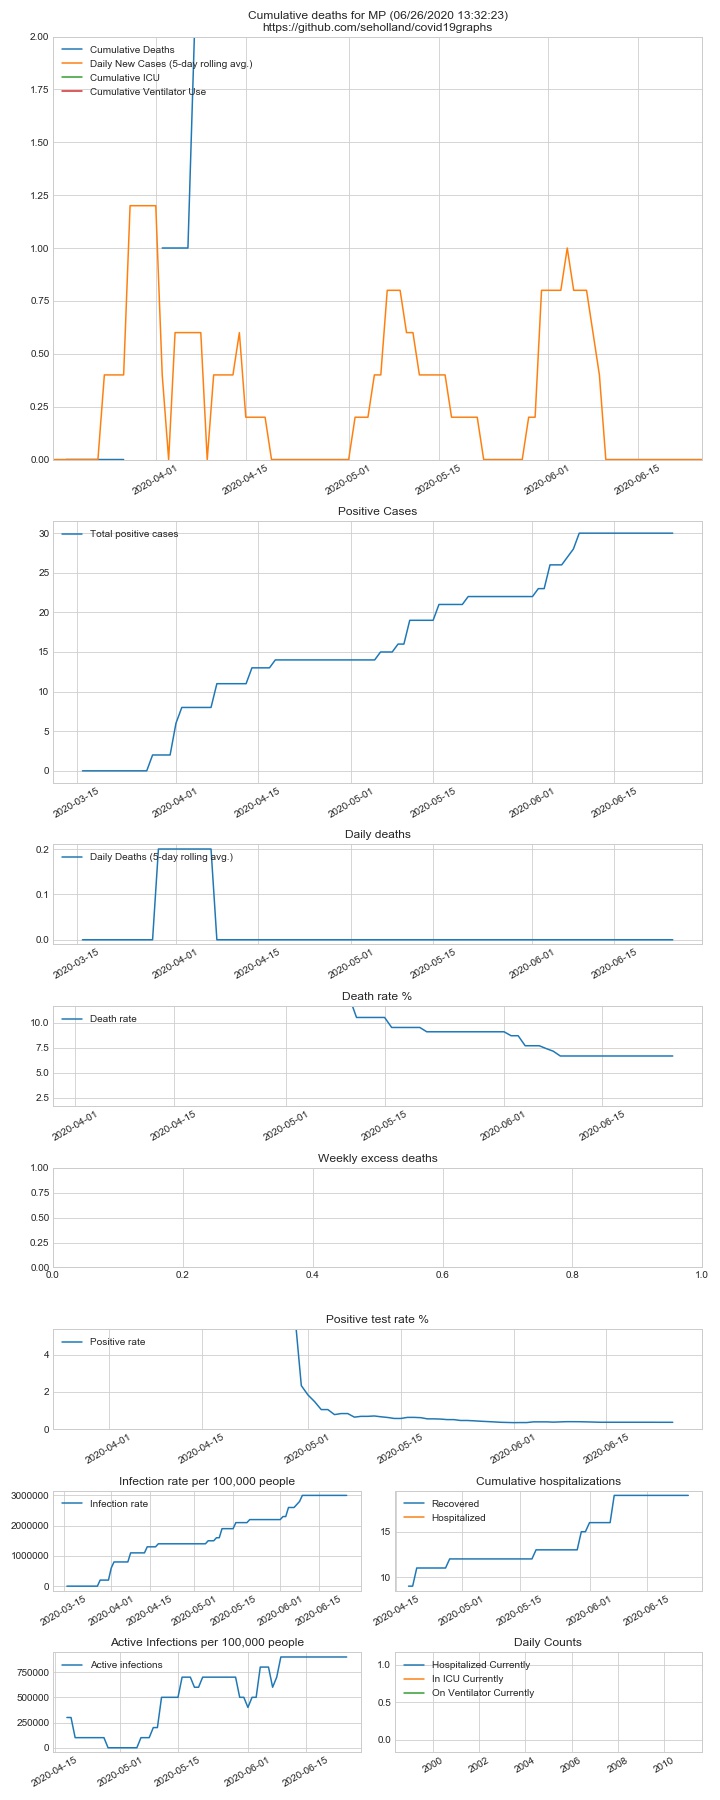 Cumulative deaths for MP (06/26/2020 13:32:23)
https://github.com/seholland/covid19graphs
Cumulative Deaths
Daily New Cases (5-day rolling avg.)
Cumulative ICU
Cumulative Ventilator Use
2.00
1.75
1.50
1.25
1.00
0.75
0.50
0.25
0.00
2020-04-01 2020-04-15 2020-05-01 2020-05-15 2020-06-01 2020-06-15
Positive Cases
Total positive cases
30
25
20
15
10
5
0
2020-03-15 2020-04-01 2020-04-15 2020-05-01 2020-05-15 2020-06-01 2020-06-15
Daily deaths
Daily Deaths (5-day rolling avg.)
0.2
0.1
0.0
2020-03-15 2020-04-01 2020-04-15 2020-05-01 2020-05-15 2020-06-01 2020-06-15
Death rate %
Death rate
10.0
7.5
5.0
2.5
2020-04-01 2020-04-15 2020-05-01 2020-05-15 2020-06-01 2020-06-15
Weekly excess deaths
1.00
0.75
0.50
0.25
0.00
0.0 0.2 0.4 0.6 0.8 1.0
Positive test rate %
Positive rate
4
2
0
2020-04-01 2020-04-15 2020-05-01 2020-05-15 2020-06-01 2020-06-15
Infection rate per 100,000 people
Infection rate
3000000
2000000
1000000
0
2020-03-15 2020-04-01 2020-04-15 2020-05-01 2020-05-15 2020-06-01 2020-06-15
Cumulative hospitalizations
Recovered
Hospitalized
15
10
2020-04-15 2020-05-01 2020-05-15 2020-06-01 2020-06-15
Active Infections per 100,000 people
Active infections
750000
500000
250000
0
2020-04-15 2020-05-01 2020-05-15 2020-06-01 2020-06-15
Daily Counts
Hospitalized Currently
In ICU Currently
On Ventilator Currently
1.0
0.5
0.0
2000 2002 2004 2006 2008 2010